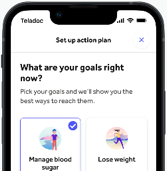 Teladoc
Set up action plan
What are your goals right
now?
Pick your goals and we'll show you the
best ways to reach them.
Manage blood
sugar
Lose weight